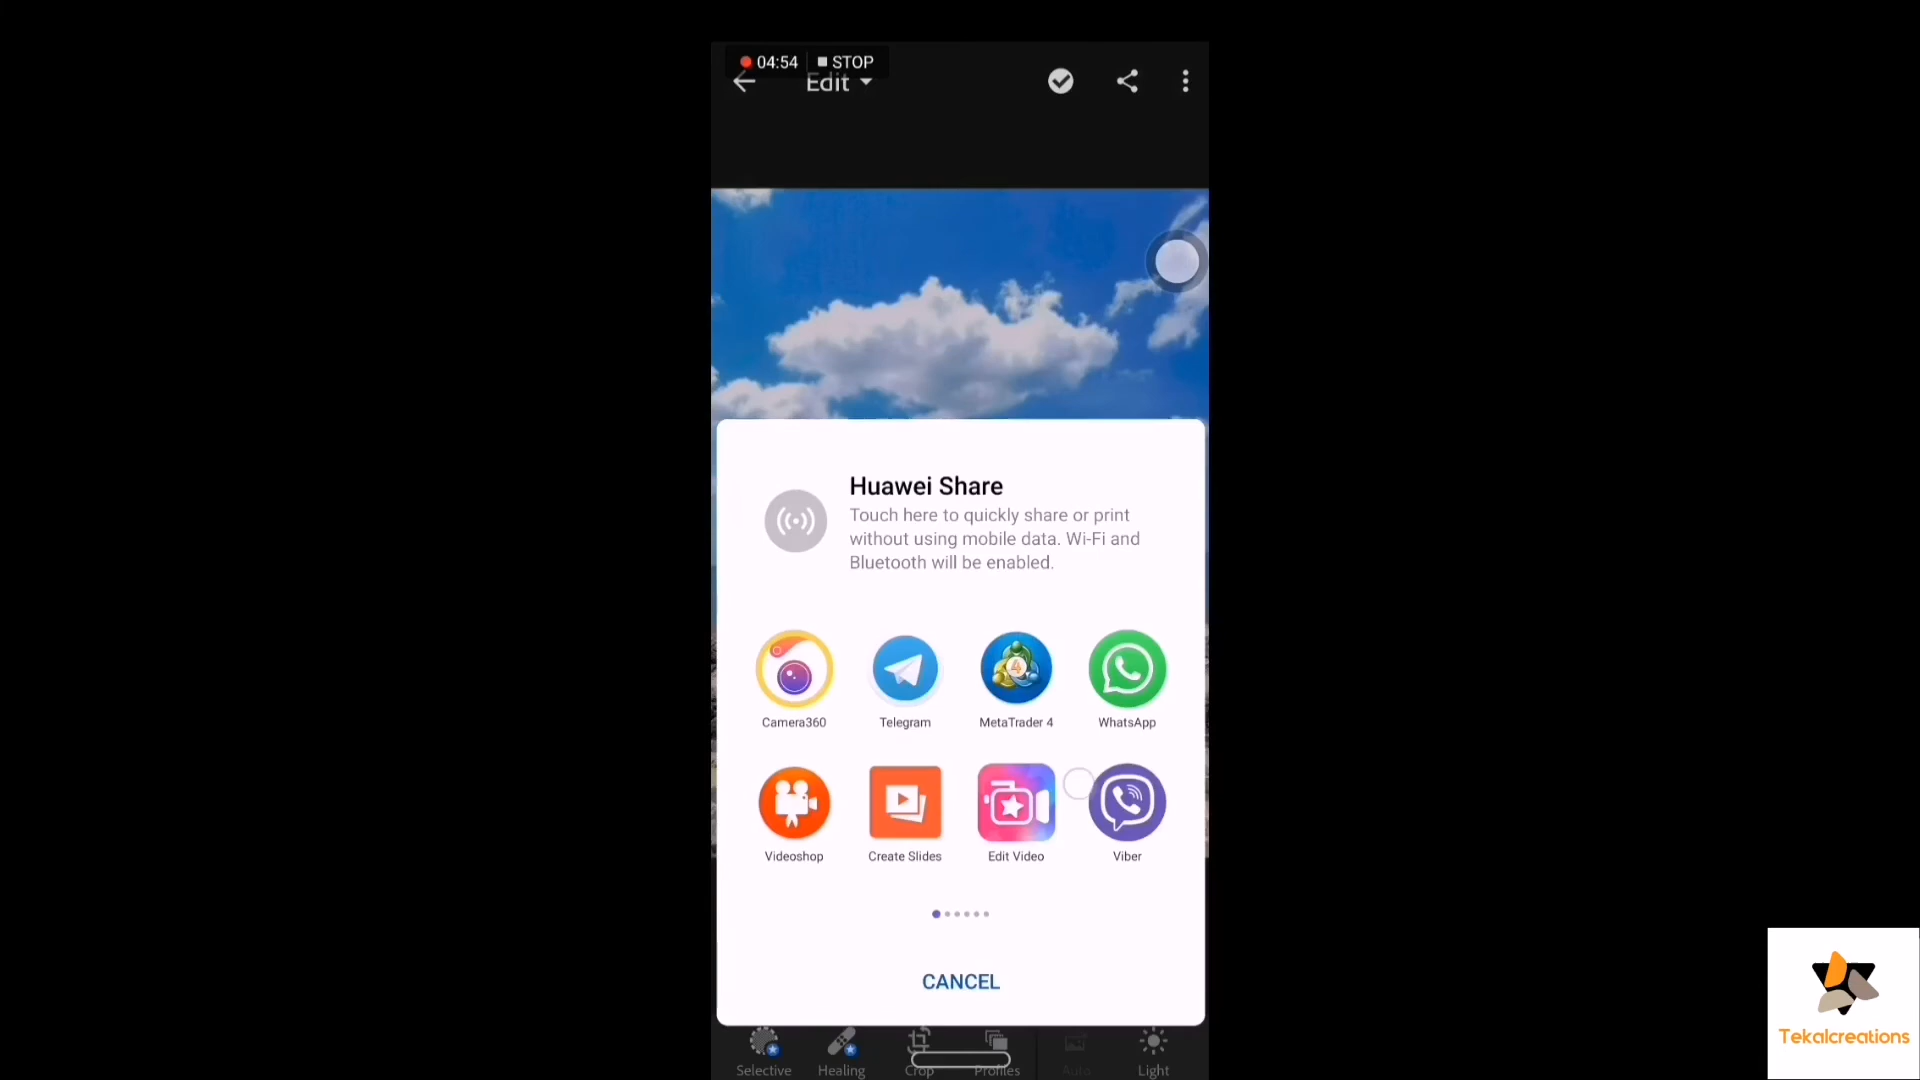 04:54 STOP
Edit
Huawei Share
Touch here to quickly share or print
without using mobile data. Wi-Fi and
Bluetooth will be enabled.
Camera360 Telegram MetaTrader 4 WhatsApp
Videoshop Create Slides Edit Video Viber
CANCEL
Selective Healing Crop Profiles Auto Light
Tekalcreations